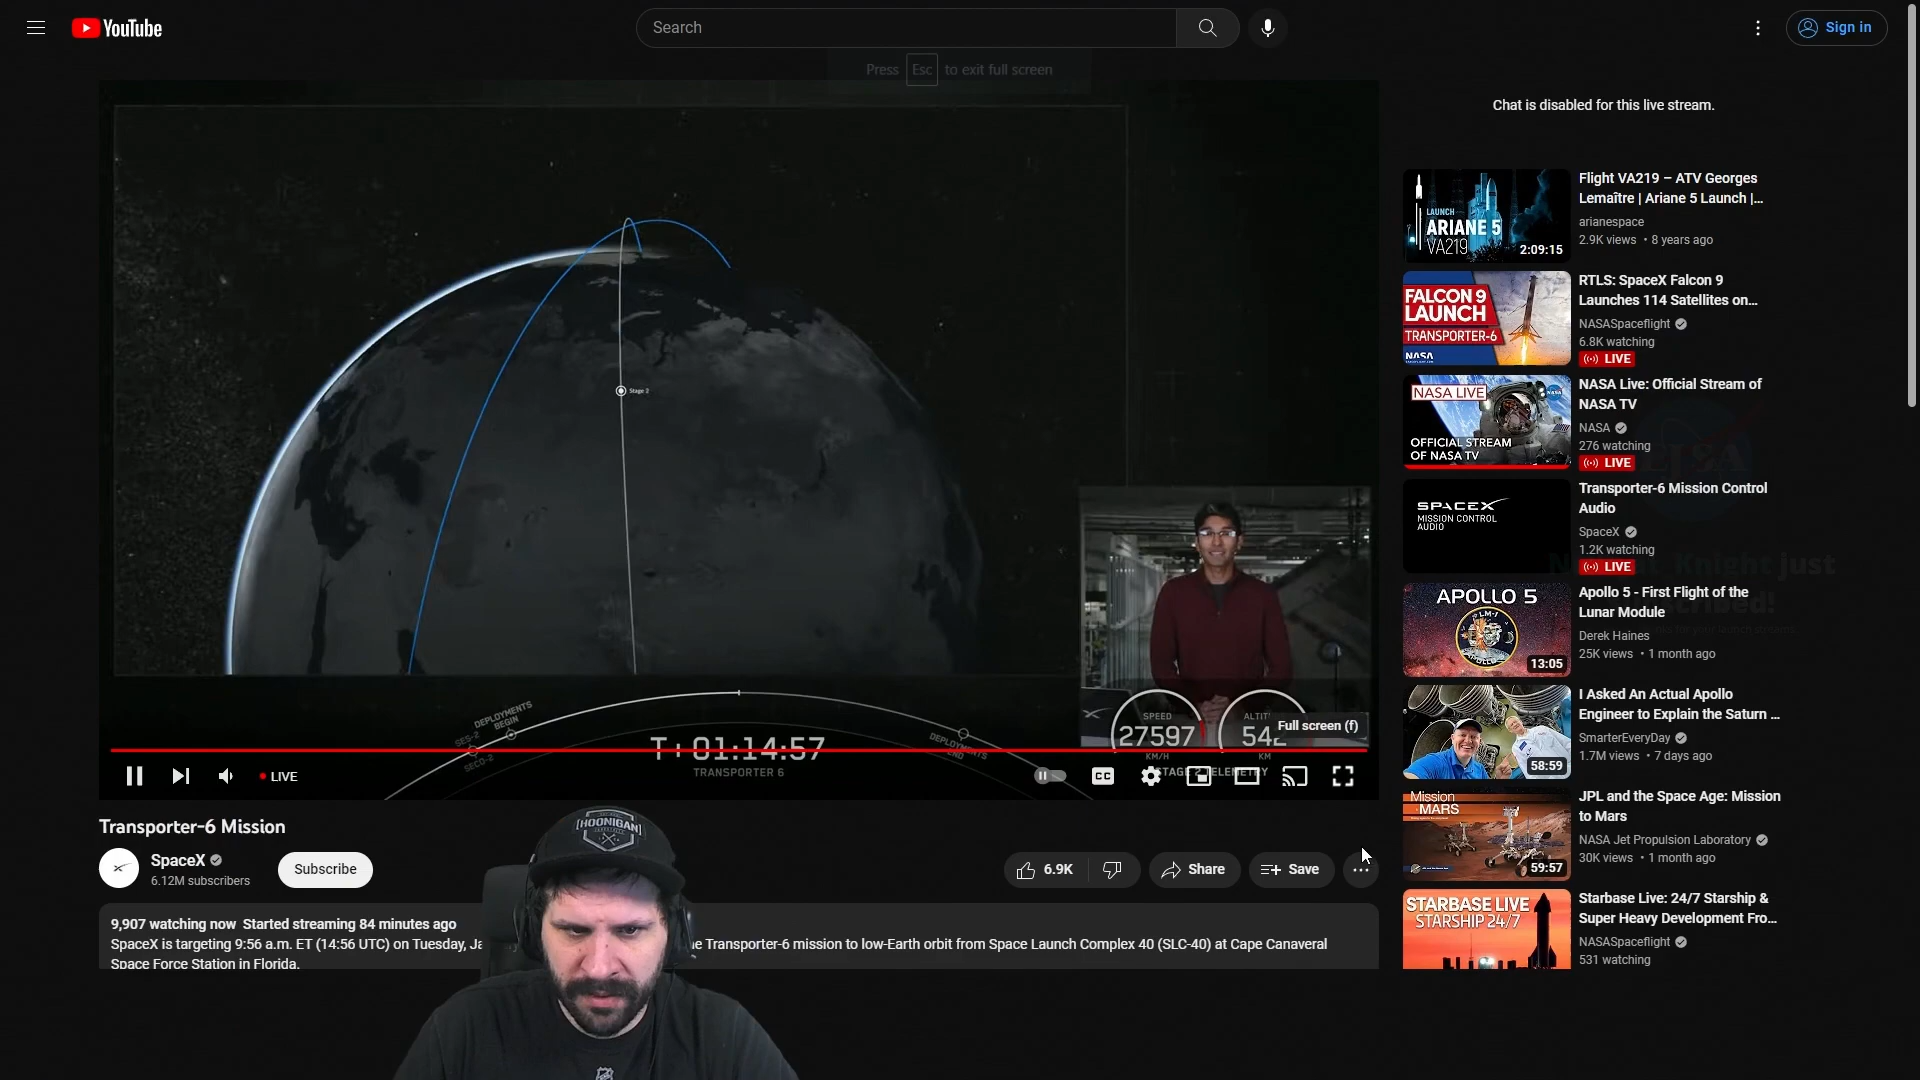 YouTube
Search
Sign in
Press Esc to exit full screen
Stage 2
SES-2
SECO-2
DEPLOYMENTS BEGIN
T+ 01:14:57
TRANSPORTER 6
DEPLOYMENTS END
SPEED
27597
KM/H
KM
STAGE 2 TELEMETRY
Full screen (f)
LIVE
CC
Transporter-6 Mission
SpaceX
6.12M subscribers
Subscribe
6.9K
Share
Save
9,907 watching now Started streaming 84 minutes ago
SpaceX is targeting 9:56 a.m. ET (14:56 UTC) on Tuesday, e Transporter-6 mission to low-Earth orbit from Space Launch Complex 40 (SLC-40) at Cape Canaveral
Space Force Station in Florida.
HOONIGAN
Chat is disabled for this live stream.
LAUNCH
ARIANE 5
VA219
2:09:15
Flight VA219 – ATV Georges
Lemaître | Ariane 5 Launch |...
arianespace
2.9K views • 8 years ago
FALCON 9
LAUNCH
TRANSPORTER-6
RTLS: SpaceX Falcon 9
Launches 114 Satellites on...
NASASpaceflight
6.8K watching
LIVE
NASA LIVE
OFFICIAL STREAM
OF NASA TV
NASA Live: Official Stream of
NASA TV
NASA
276 watching
LIVE
SPACEX
MISSION CONTROL
AUDIO
Transporter-6 Mission Control
Audio
SpaceX
1.2K watching
LIVE
Knight just
APOLLO 5
LM-1
13:05
Apollo 5 - First Flight of the
Lunar Module
Derek Haines
25K views • 1 month ago
58:59
I Asked An Actual Apollo
Engineer to Explain the Saturn ...
SmarterEveryDay
1.7M views • 7 days ago
Mission
MARS
59:57
JPL and the Space Age: Mission
to Mars
NASA Jet Propulsion Laboratory
30K views • 1 month ago
STARBASE LIVE
STARSHIP 24/7
Starbase Live: 24/7 Starship &
Super Heavy Development Fro...
NASASpaceflight
531 watching